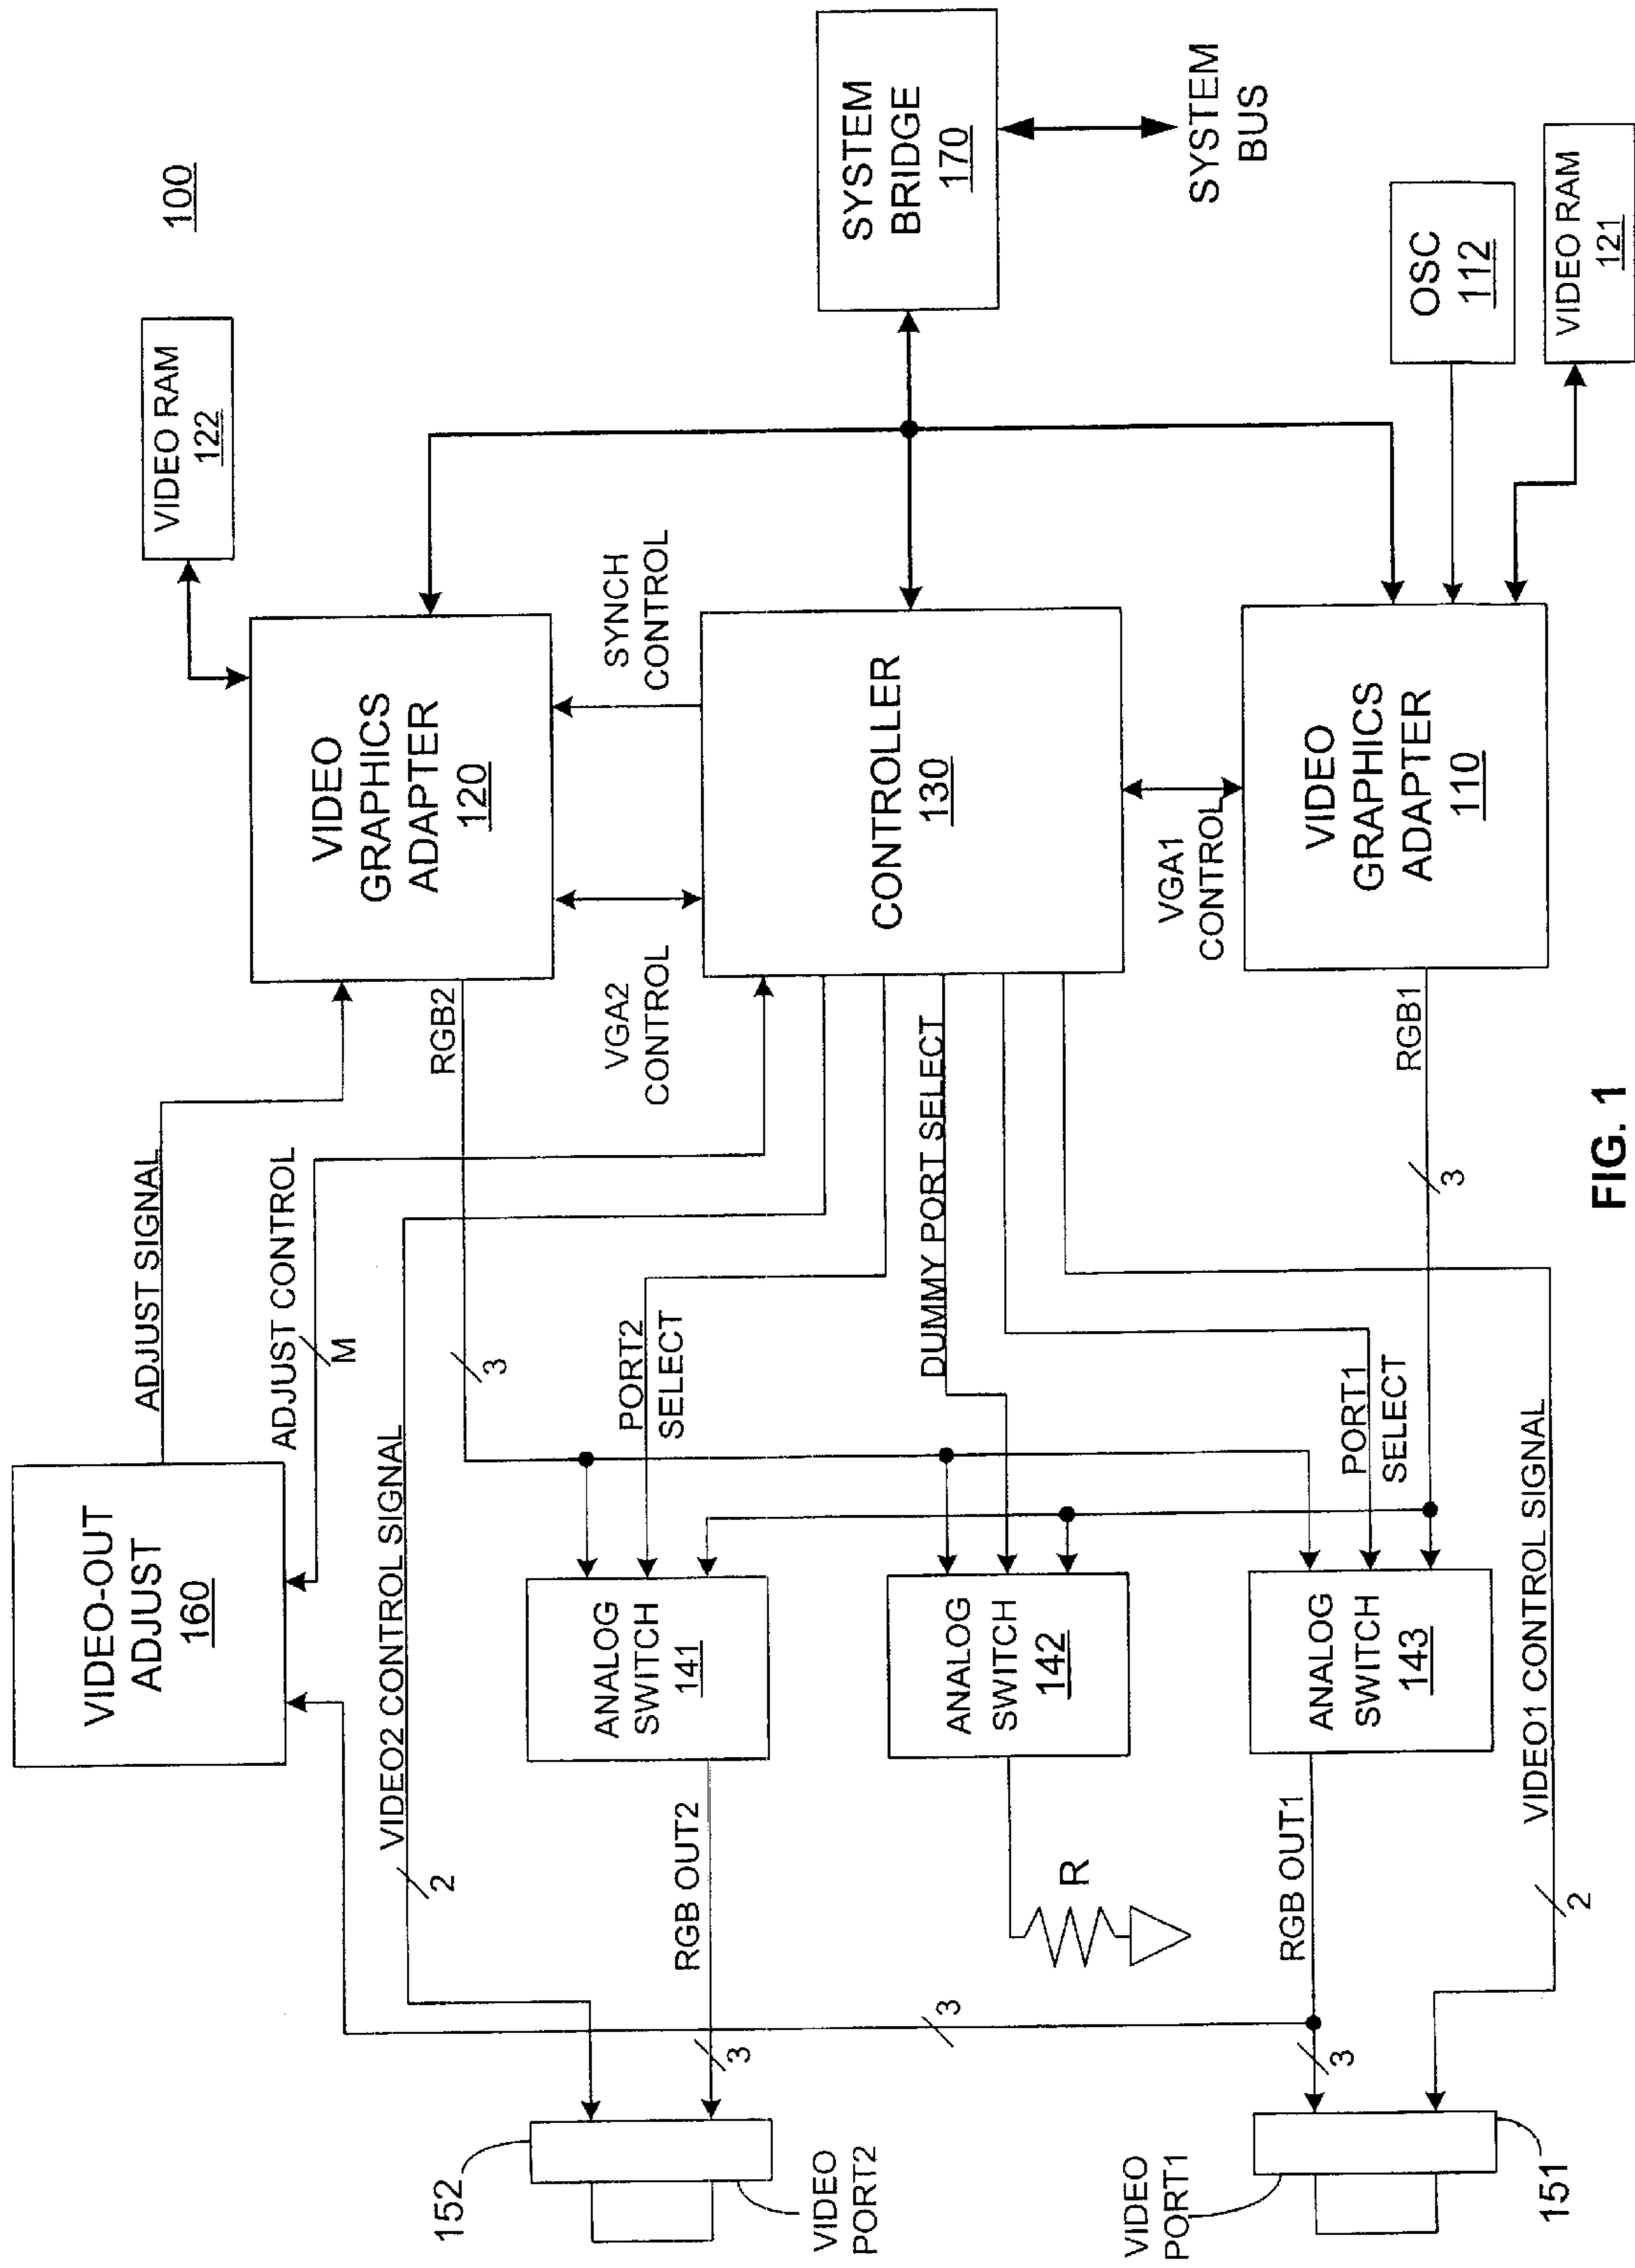 100
VIDEO RAM
122
VIDEO RAM
121
OSC
112
SYSTEM
BRIDGE
170
SYSTEM
BUS
VIDEO
GRAPHICS
ADAPTER
120
SYNCH
CONTROL
CONTROLLER
130
VIDEO
GRAPHICS
ADAPTER
110
VGA1
CONTROL
VGA2
CONTROL
RGB2
RGB1
ADJUST SIGNAL
ADJUST CONTROL
M
DUMMY PORT SELECT
3
3
PORT2
SELECT
PORT1
SELECT
VIDEO-OUT
ADJUST
160
VIDEO2 CONTROL SIGNAL
2
VIDEO1 CONTROL SIGNAL
2
ANALOG
SWITCH
141
ANALOG
SWITCH
142
ANALOG
SWITCH
143
RGB OUT2
R
RGB OUT1
3
3
3
152
VIDEO
PORT2
VIDEO
PORT1
151
FIG. 1